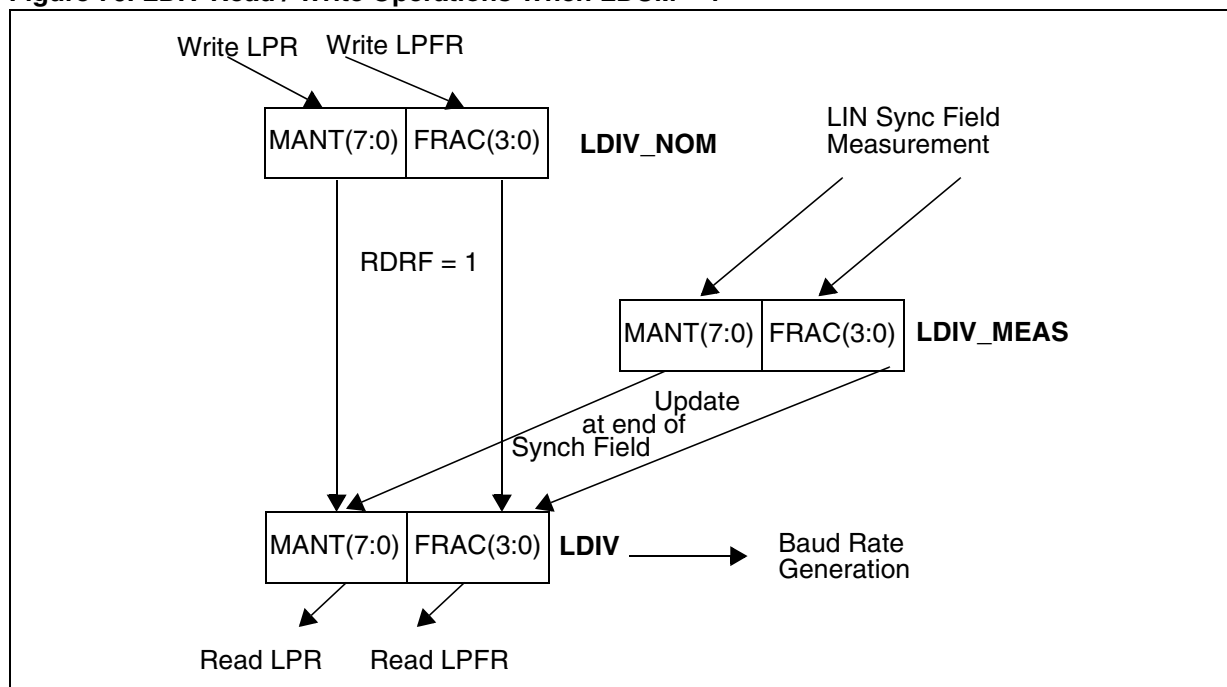 Write LPR Write LPFR
MANT(7:0) FRAC(3:0) LDIV_NOM
LIN Sync Field
Measurement
RDRF = 1
MANT(7:0) FRAC(3:0) LDIV_MEAS
Update
at end of
Synch Field
MANT(7:0) FRAC(3:0) LDIV
Baud Rate
Generation
Read LPR Read LPFR